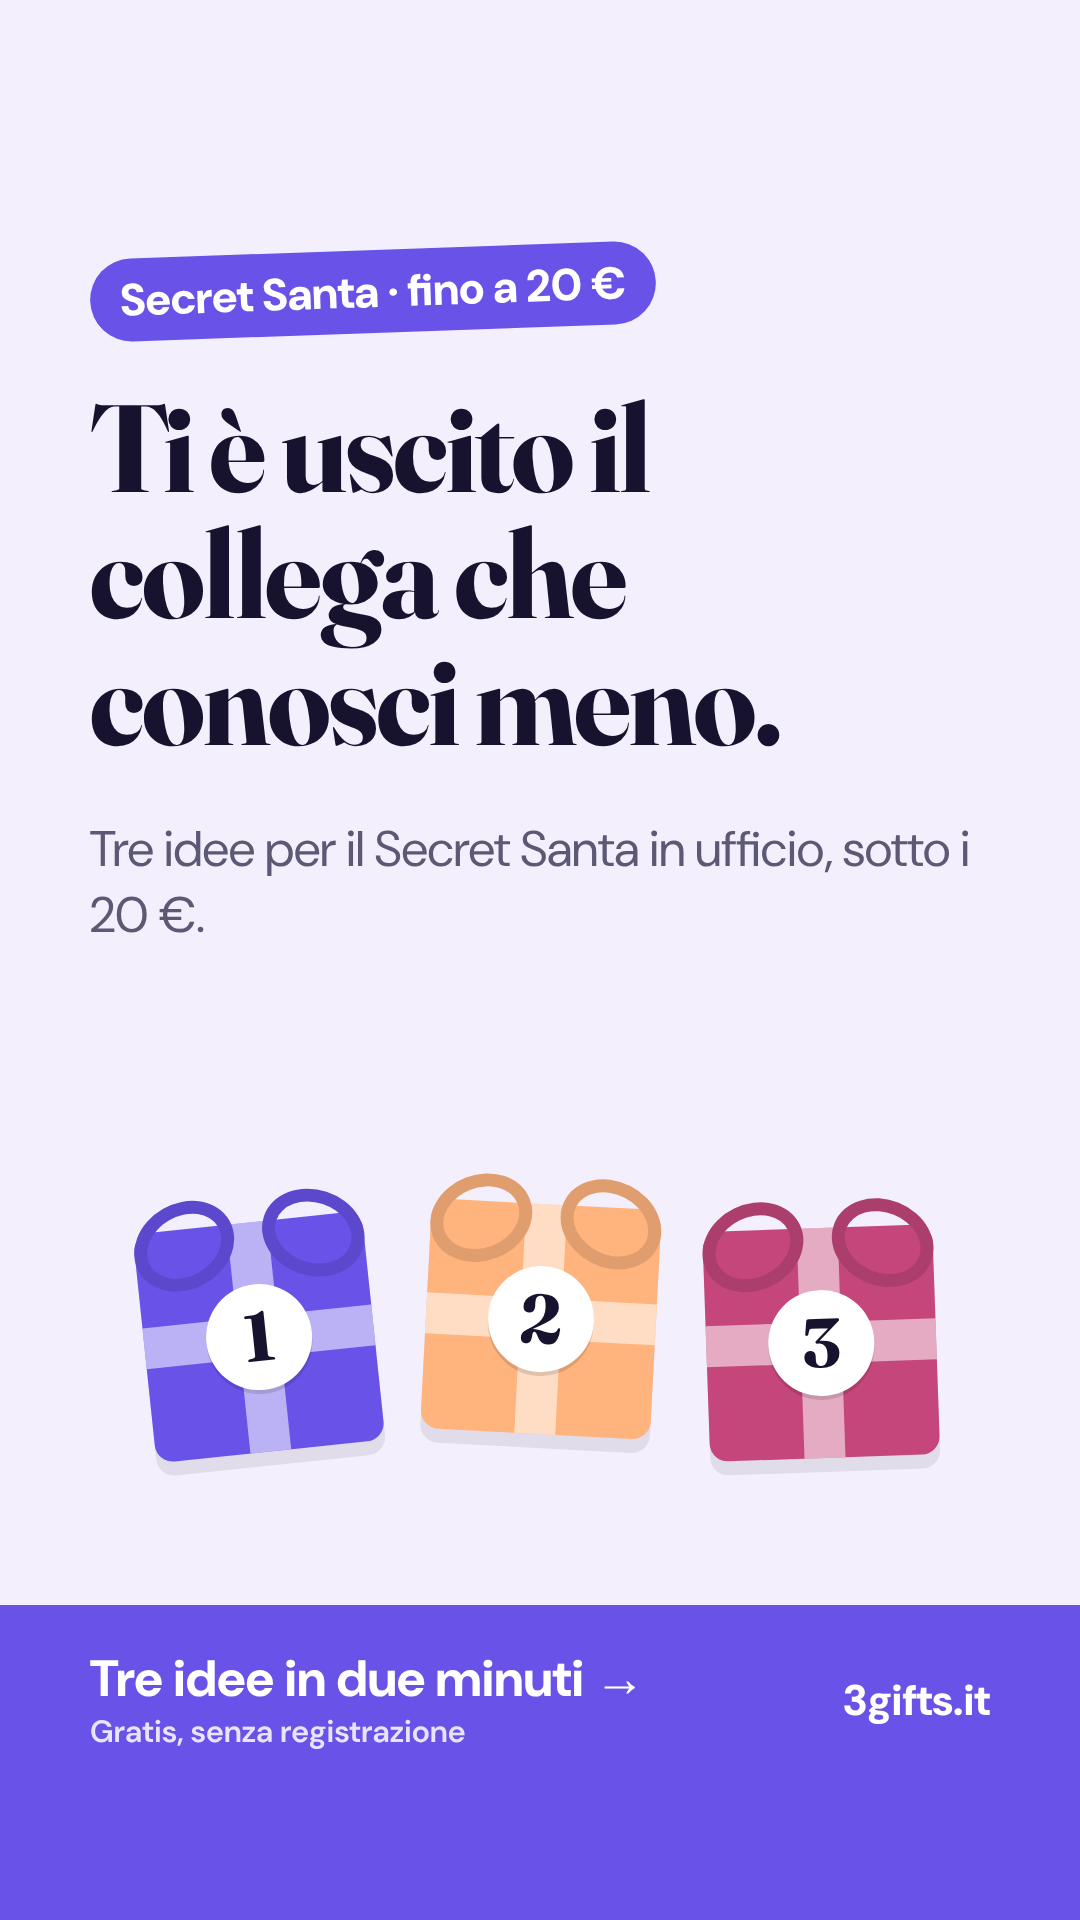 Secret Santa · fino a 20 €
Ti è uscito il
collega che
conosci meno.
Tre idee per il Secret Santa in ufficio, sotto i
20 €.
1
2
3
Tre idee in due minuti →
Gratis, senza registrazione
3gifts.it